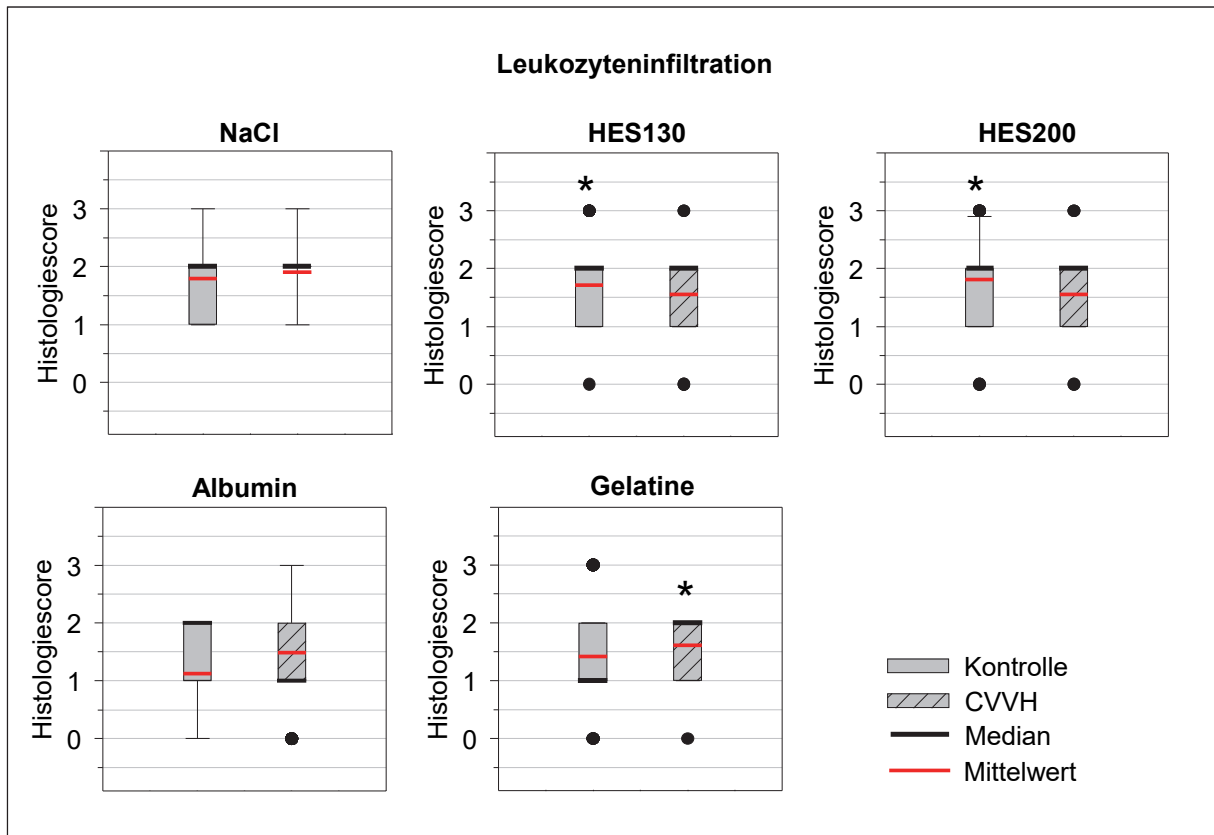 Leukozyteninfiltration
NaCl
Histologiescore
3
2
1
0
HES130
*
Histologiescore
3
2
1
0
HES200
*
Histologiescore
3
2
1
0
Albumin
Histologiescore
3
2
1
0
Gelatine
*
Histologiescore
3
2
1
0
Kontrolle
CVVH
Median
Mittelwert